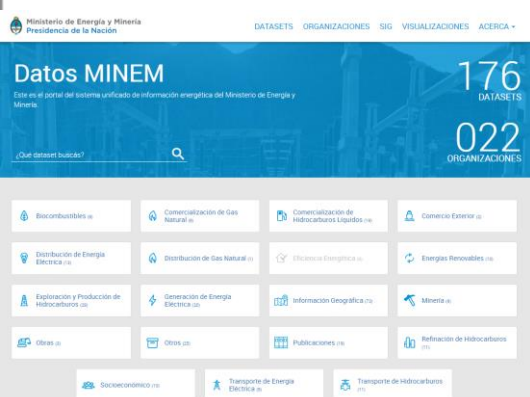 Ministerio de Energía y Minería
Presidencia de la Nación
DATASETS ORGANIZACIONES SIG VISUALIZACIONES ACERCA
Datos MINEM
Este es el portal del sistema unificado de información energética del Ministerio de Energía y
Minería.
176
DATASETS
022
ORGANIZACIONES
¿Qué dataset buscás?
Biocombustibles
Comercialización de Gas
Natural
Comercialización de
Hidrocarburos Líquidos
Comercio Exterior
Distribución de Energía
Eléctrica
Distribución de Gas Natural
Eficiencia Energética
Energías Renovables
Exploración y Producción de
Hidrocarburos
Generación de Energía
Eléctrica
Información Geográfica
Minería
Obras
Otros
Publicaciones
Refinación de Hidrocarburos
Socioeconómico
Transporte de Energía
Eléctrica
Transporte de Hidrocarburos